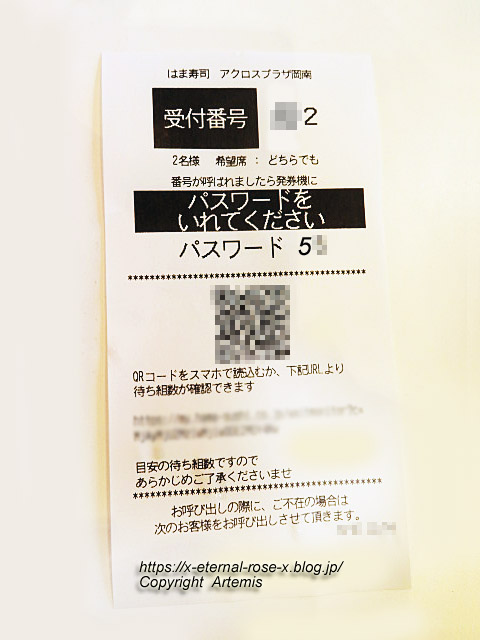 はま寿司 アクロスプラザ岡南
受付番号 2
2名様 希望席 : どちらでも
番号が呼ばれましたら発券機に
パスワードを
いれてください
パスワード 5
********************************************
QRコードをスマホで読込むか、下記URLより
待ち組数が確認できます
目安の待ち組数ですので
あらかじめご了承くださいませ
********************************************
お呼び出しの際に、ご不在の場合は
次のお客様をお呼び出しさせて頂きます。
https://x-eternal-rose-x.blog.jp/
Copyright Artemis